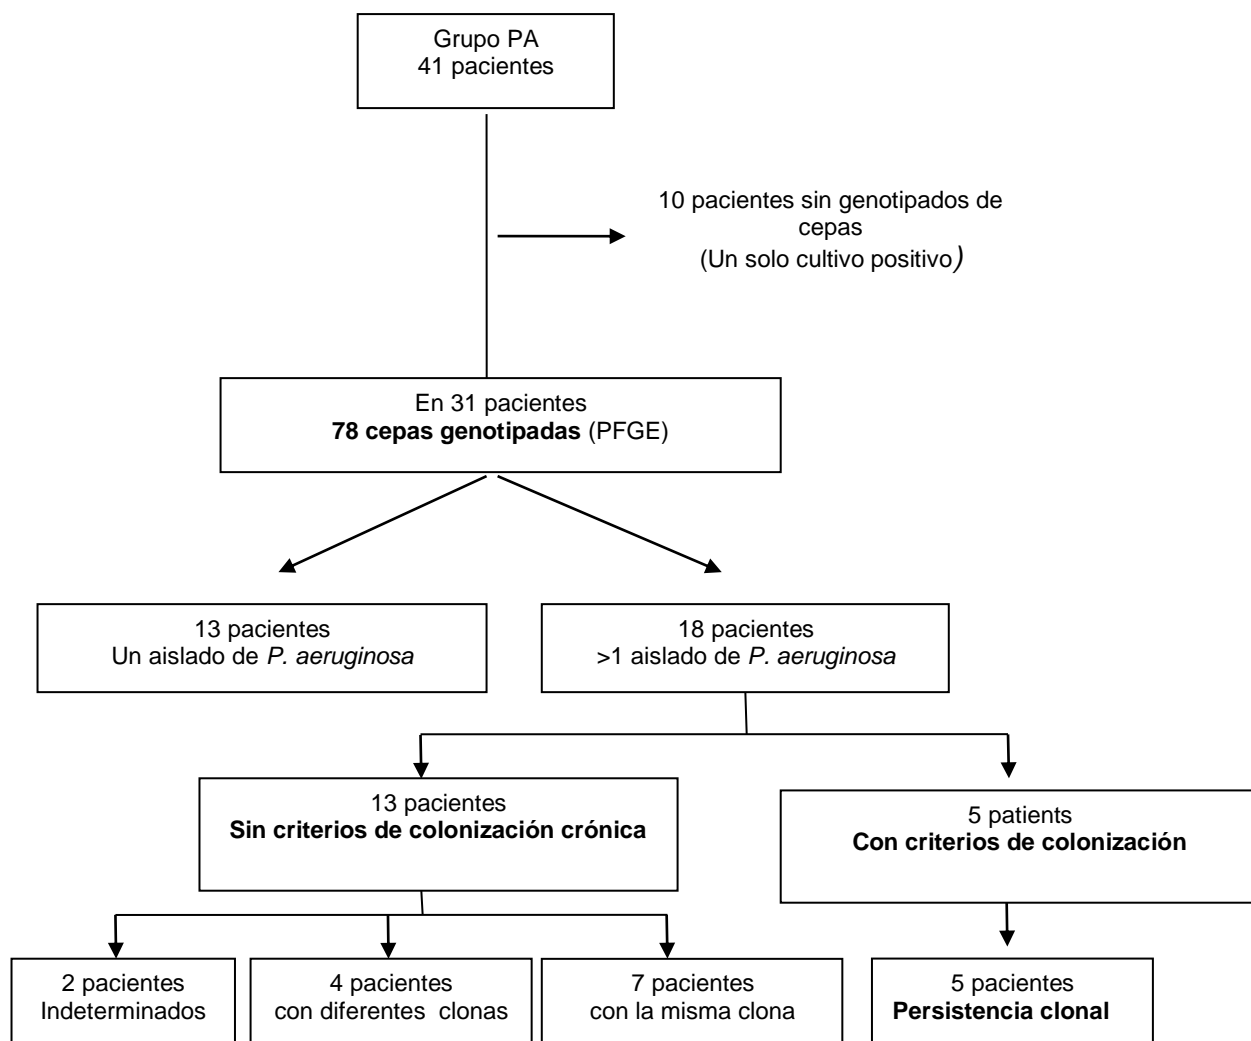 Grupo PA
41 pacientes
10 pacientes sin genotipados de
cepas
(Un solo cultivo positivo)
En 31 pacientes
78 cepas genotipadas (PFGE)
13 pacientes
Un aislado de P. aeruginosa
18 pacientes
>1 aislado de P. aeruginosa
13 pacientes
Sin criterios de colonización crónica
5 patients
Con criterios de colonización
2 pacientes
Indeterminados
4 pacientes
con diferentes clonas
7 pacientes
con la misma clona
5 pacientes
Persistencia clonal